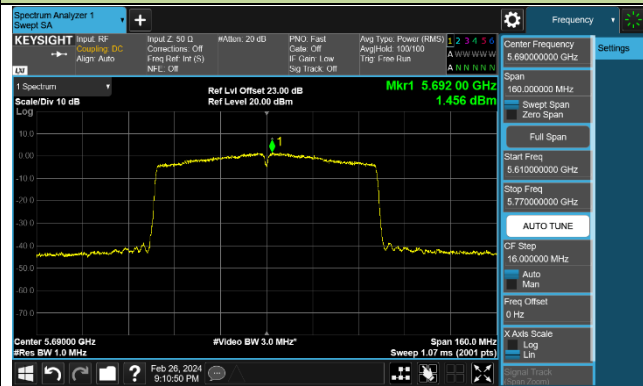 Spectrum Analyzer 1
Swept SA
Frequency
KEYSIGHT
Input: RF
Coupling: DC
Align: Auto
Input Z: 50 Ω
Corrections: Off
Freq Ref: Int (S)
NFE: Off
#Atten: 20 dB
PNO: Fast
Gate: Off
IF Gain: Low
Sig Track: Off
Avg Type: Power (RMS)
Avg|Hold: 100/100
Trig: Free Run
1 2 3 4 5 6
A W W W W W
A N N N N N
LXI
1 Spectrum
Scale/Div 10 dB
Log
Ref Lvl Offset 23.00 dB
Ref Level 20.00 dBm
Mkr1 5.692 00 GHz
1.456 dBm
1
10.0
0.00
-10.0
-20.0
-30.0
-40.0
-50.0
-60.0
-70.0
Center 5.69000 GHz
#Res BW 1.0 MHz
#Video BW 3.0 MHz*
Span 160.0 MHz
Sweep 1.07 ms (2001 pts)
Center Frequency
5.690000000 GHz
Settings
Span
160.000000 MHz
Swept Span
Zero Span
Full Span
Start Freq
5.610000000 GHz
Stop Freq
5.770000000 GHz
AUTO TUNE
CF Step
16.000000 MHz
Auto
Man
Freq Offset
0 Hz
X Axis Scale
Log
Lin
Signal Track
(Span Zoom)
?
Feb 26, 2024
9:10:50 PM